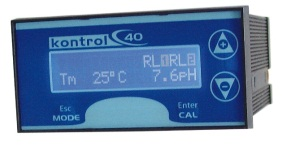 kontrol 40
RL1RL2
Tm 25°C 7.6pH
Esc Enter
MODE CAL